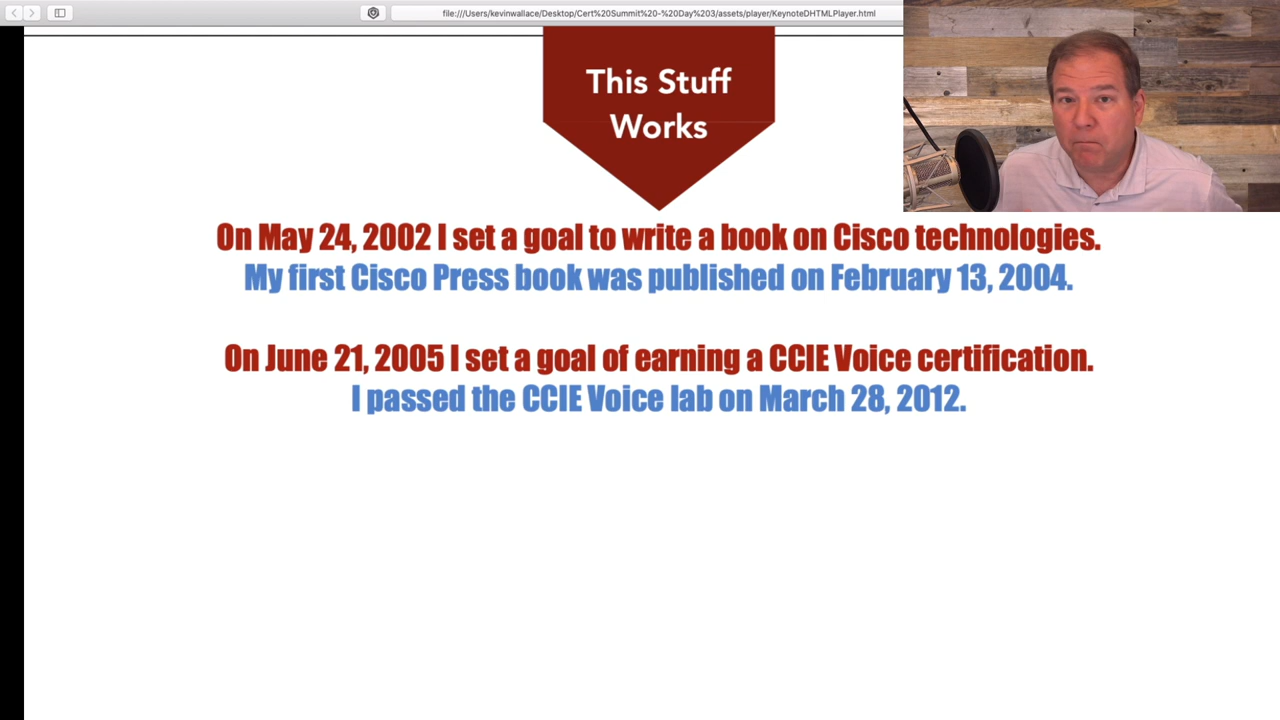 file:///Users/kevinwallace/Desktop/Cert%20Summit%20-%20Day%203/assets/player/KeynoteDHTMLPlayer.html
This Stuff
Works
On May 24, 2002 I set a goal to write a book on Cisco technologies.
My first Cisco Press book was published on February 13, 2004.
On June 21, 2005 I set a goal of earning a CCIE Voice certification.
I passed the CCIE Voice lab on March 28, 2012.